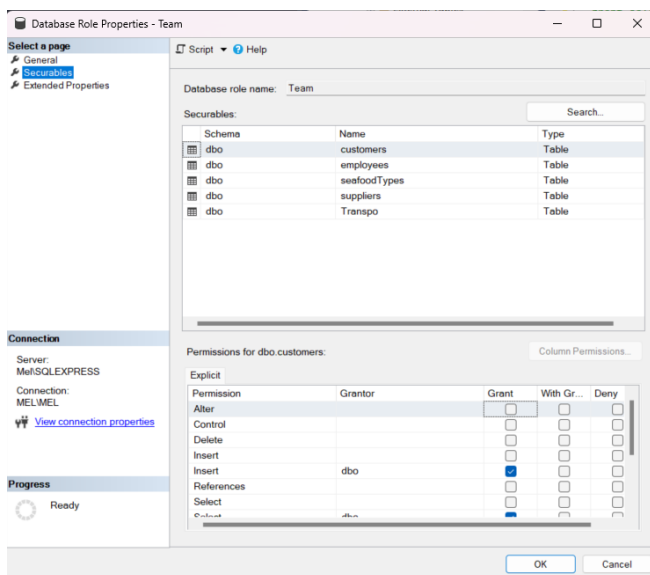 Database Role Properties - Team
Select a page
General
Securables
Extended Properties
Script Help
Database role name: Team
Securables:
Search...
Schema Name Type
dbo customers Table
dbo employees Table
dbo seafoodTypes Table
dbo suppliers Table
dbo Transpo Table
Connection
Server:
Mel\SQLEXPRESS
Connection:
MEL\MEL
View connection properties
Progress
Ready
Permissions for dbo.customers:
Column Permissions...
Explicit
Permission Grantor Grant With Gr... Deny
Alter
Control
Delete
Insert
Insert dbo
References
Select
Select dbo
OK Cancel